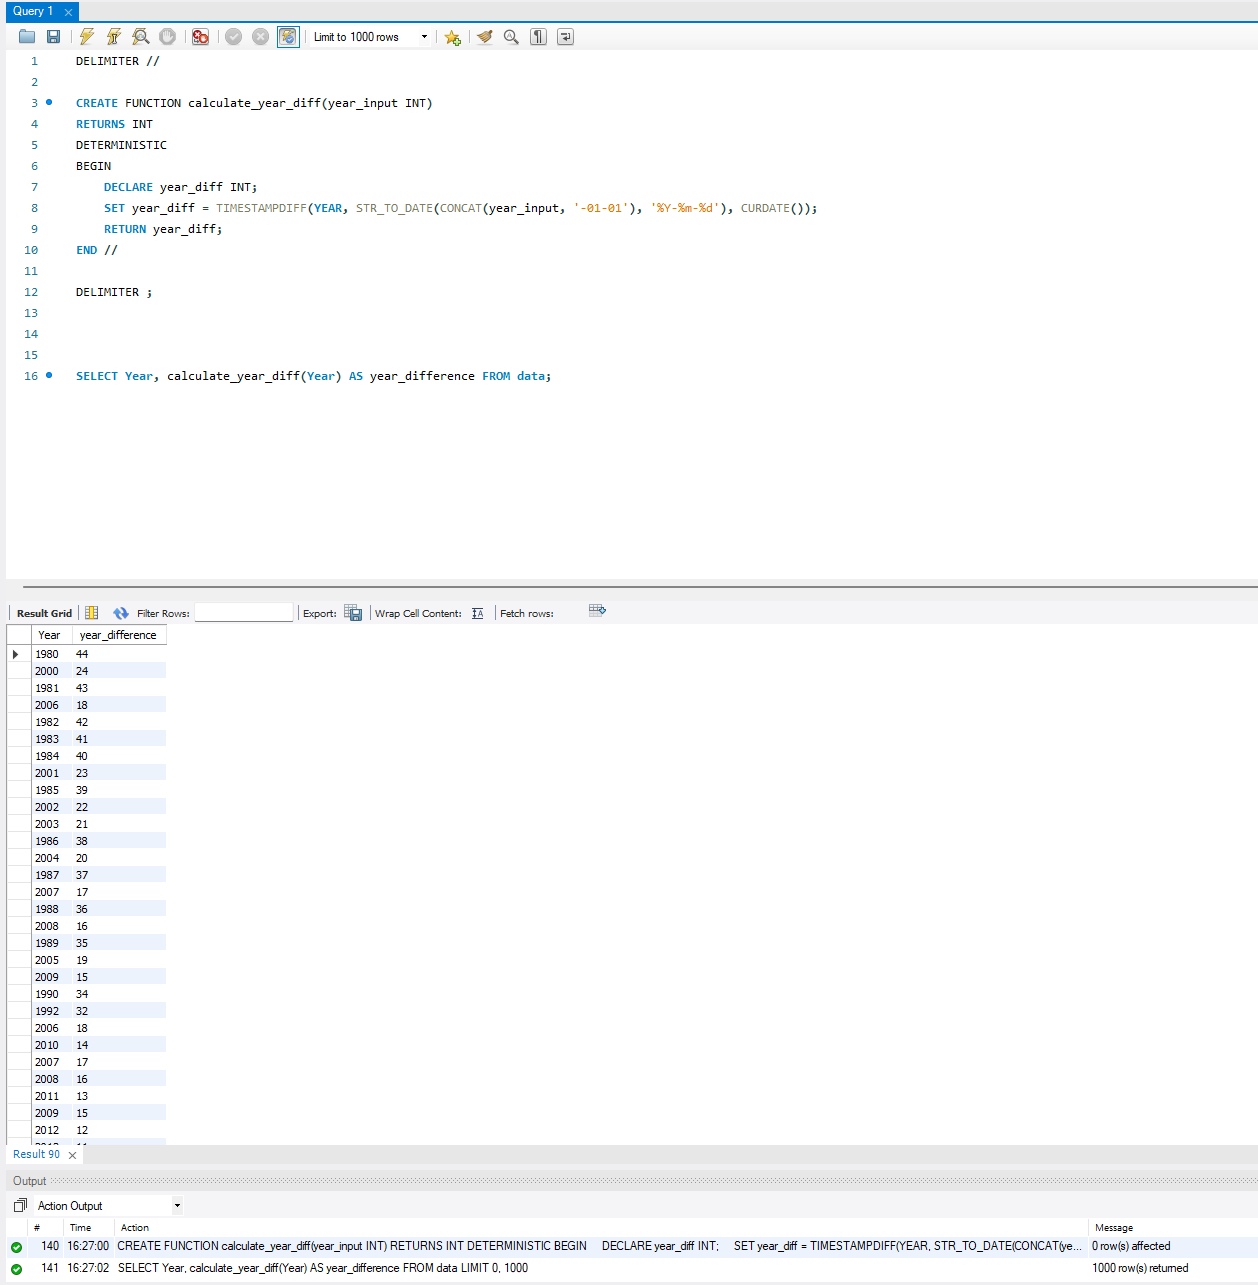 Query 1
Limit to 1000 rows
1 DELIMITER //
2
3 CREATE FUNCTION calculate_year_diff(year_input INT)
4 RETURNS INT
5 DETERMINISTIC
6 BEGIN
7 DECLARE year_diff INT;
8 SET year_diff = TIMESTAMPDIFF(YEAR, STR_TO_DATE(CONCAT(year_input, '-01-01'), '%Y-%m-%d'), CURDATE());
9 RETURN year_diff;
10 END //
11
12 DELIMITER ;
13
14
15
16 SELECT Year, calculate_year_diff(Year) AS year_difference FROM data;
Result Grid Filter Rows: Export: Wrap Cell Content: Fetch rows:
Year year_difference
1980 44
2000 24
1981 43
2006 18
1982 42
1983 41
1984 40
2001 23
1985 39
2002 22
2003 21
1986 38
2004 20
1987 37
2007 17
1988 36
2008 16
1989 35
2005 19
2009 15
1990 34
1992 32
2006 18
2010 14
2007 17
2008 16
2011 13
2009 15
2012 12
Result 90
Output
Action Output
# Time Action Message
140 16:27:00 CREATE FUNCTION calculate_year_diff(year_input INT) RETURNS INT DETERMINISTIC BEGIN DECLARE year_diff INT; SET year_diff = TIMESTAMPDIFF(YEAR, STR_TO_DATE(CONCAT(ye... 0 row(s) affected
141 16:27:02 SELECT Year, calculate_year_diff(Year) AS year_difference FROM data LIMIT 0, 1000 1000 row(s) returned